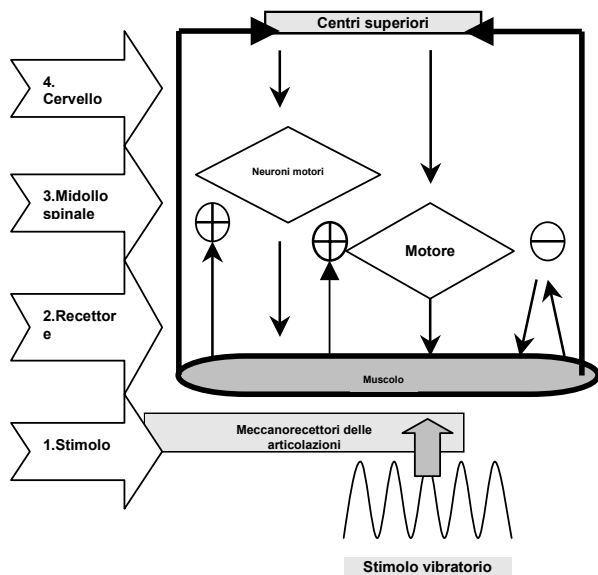 Centri superiori
4.
Cervello
Neuroni motori
3.Midollo
spinale
Motore
2.Recettor
e
Muscolo
Meccanorecettori delle
articolazioni
1.Stimolo
Stimolo vibratorio